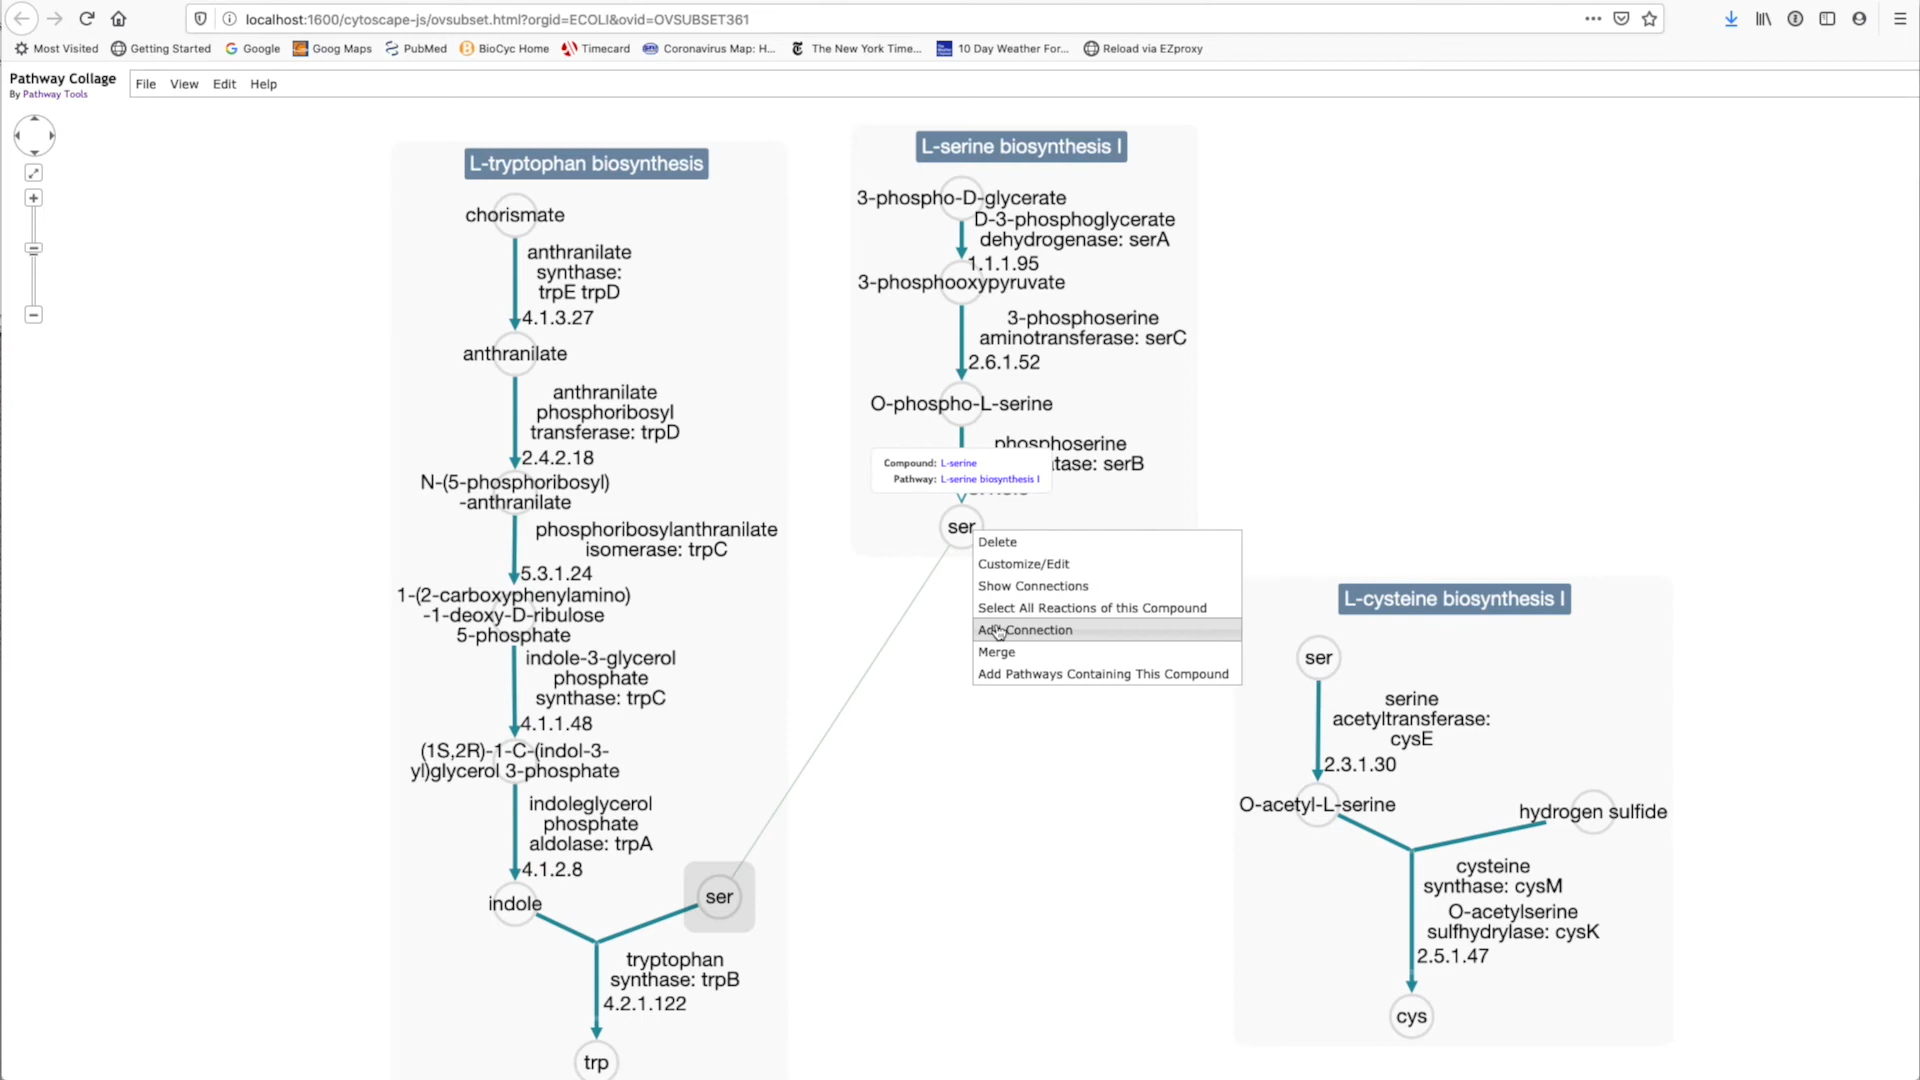 localhost:1600/cytoscape-js/ovsubset.html?orgid=ECOLI&ovid=OVSUBSET361
Most Visited
Getting Started
Google
Goog Maps
PubMed
BioCyc Home
Timecard
Coronavirus Map: H...
The New York Time...
10 Day Weather For...
Reload via EZproxy
Pathway Collage
By Pathway Tools
File
View
Edit
Help
L-tryptophan biosynthesis
chorismate
anthranilate
synthase:
trpE trpD
4.1.3.27
anthranilate
anthranilate
phosphoribosyl
transferase: trpD
2.4.2.18
N-(5-phosphoribosyl)
-anthranilate
phosphoribosylanthranilate
isomerase: trpC
5.3.1.24
1-(2-carboxyphenylamino)
-1-deoxy-D-ribulose
5-phosphate
indole-3-glycerol
phosphate
synthase: trpC
4.1.1.48
(1S,2R)-1-C-(indol-3-
yl)glycerol 3-phosphate
indoleglycerol
phosphate
aldolase: trpA
4.1.2.8
indole
ser
tryptophan
synthase: trpB
4.2.1.122
trp
L-serine biosynthesis I
3-phospho-D-glycerate
D-3-phosphoglycerate
dehydrogenase: serA
1.1.1.95
3-phosphooxypyruvate
3-phosphoserine
aminotransferase: serC
2.6.1.52
O-phospho-L-serine
phosphoserine
serB
Compound: L-serine
Pathway: L-serine biosynthesis I
ser
Delete
Customize/Edit
Show Connections
Select All Reactions of this Compound
Add Connection
Merge
Add Pathways Containing This Compound
L-cysteine biosynthesis I
ser
serine
acetyltransferase:
cysE
2.3.1.30
O-acetyl-L-serine
hydrogen sulfide
cysteine
synthase: cysM
O-acetylserine
sulfhydrylase: cysK
2.5.1.47
cys